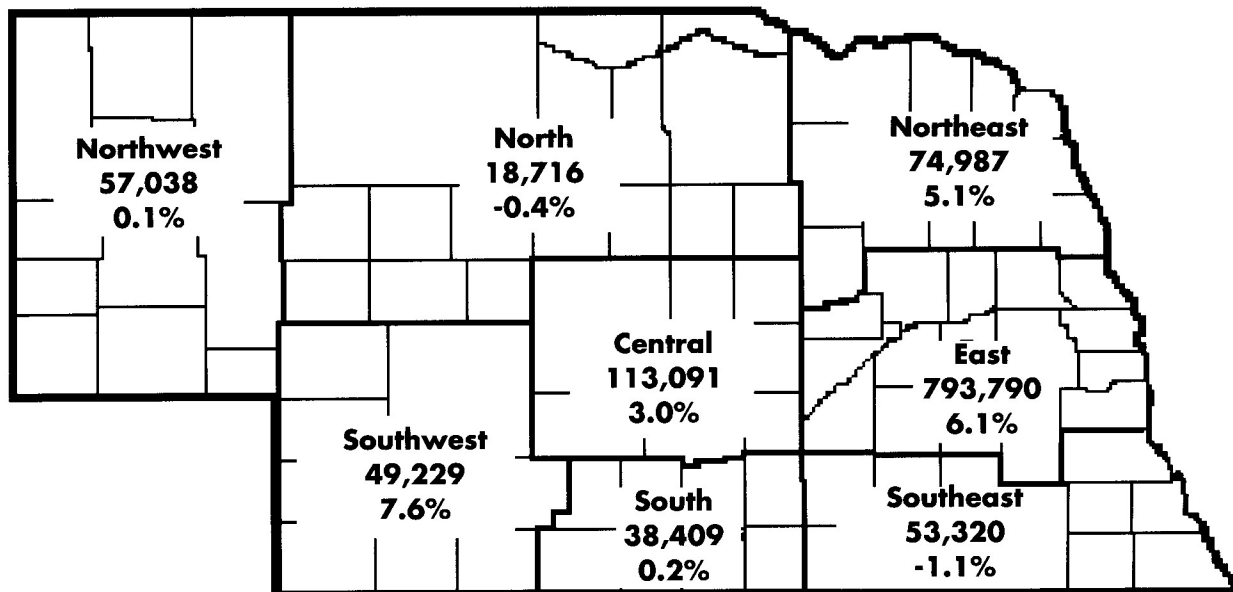 Northwest
57,038
0.1%
North
18,716
-0.4%
Northeast
74,987
5.1%
Central
113,091
3.0%
East
793,790
6.1%
Southwest
49,229
7.6%
South
38,409
0.2%
Southeast
53,320
-1.1%